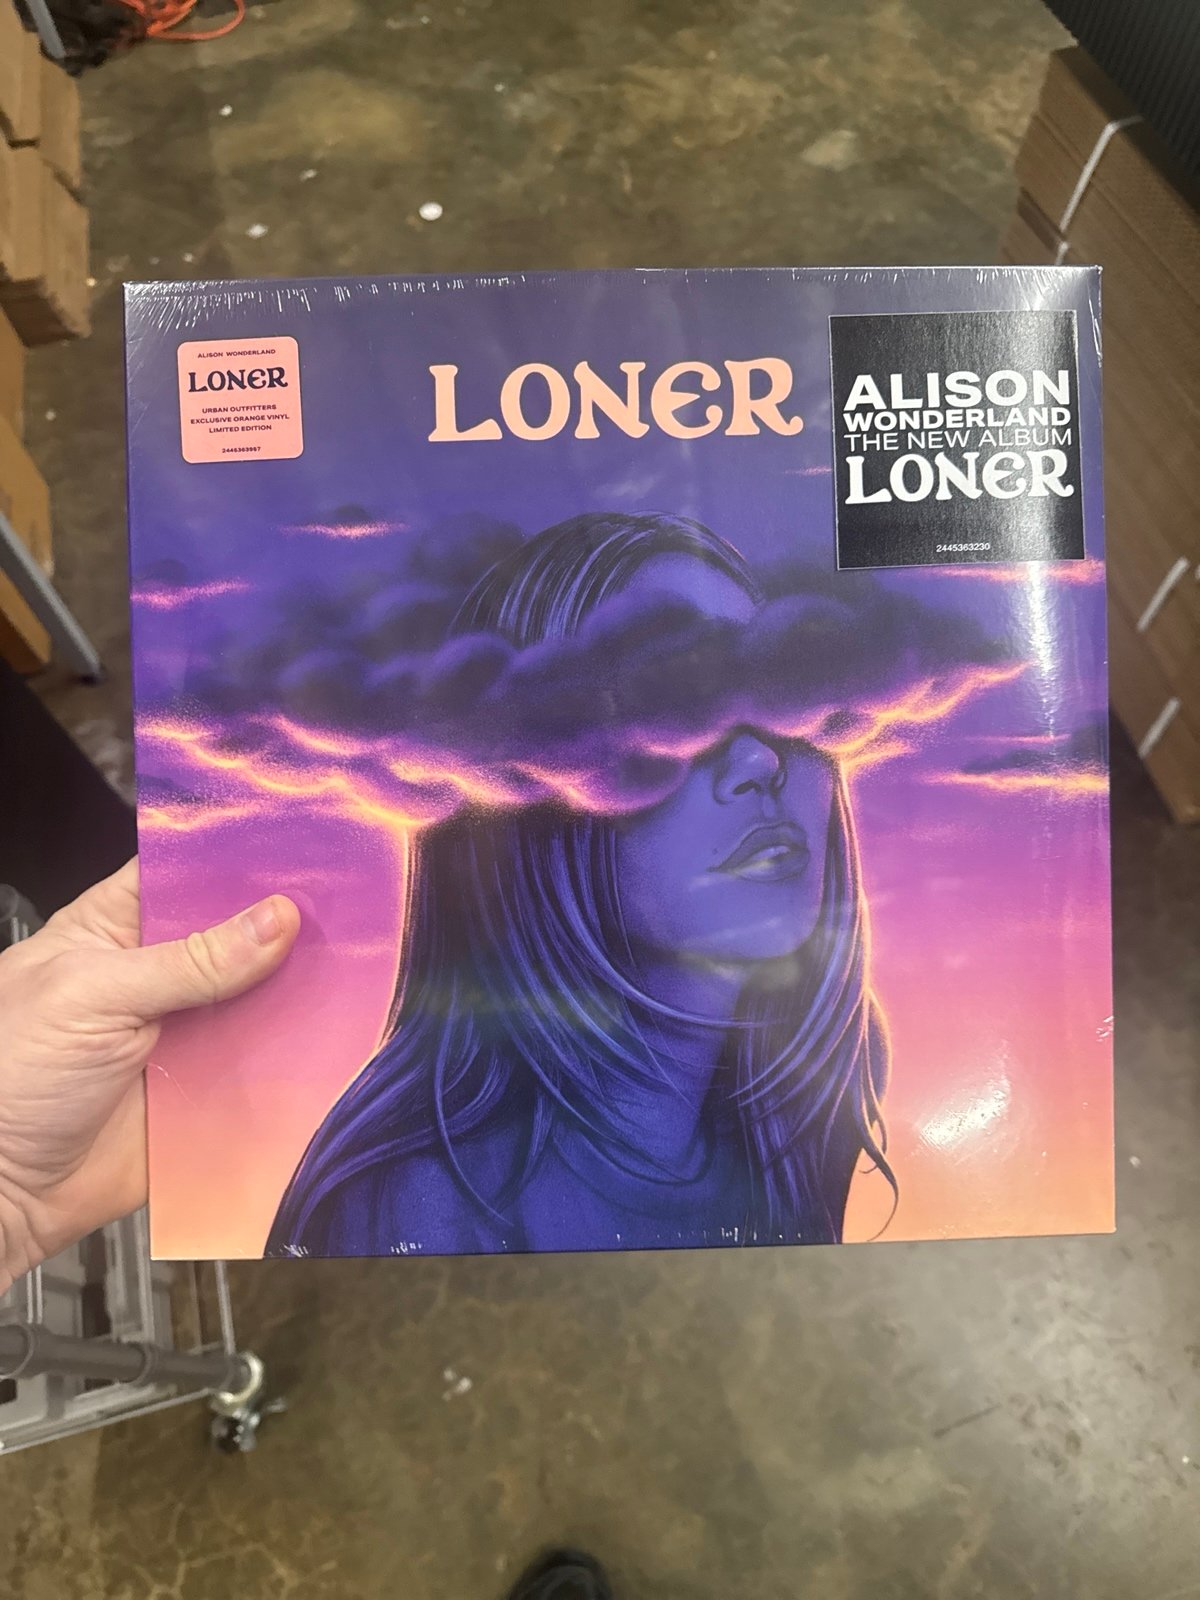 ALISON WONDERLAND
LONER
URBAN OUTFITTERS
EXCLUSIVE ORANGE VINYL
LIMITED EDITION
2445363957
LONER
ALISON
WONDERLAND
THE NEW ALBUM
LONER
2445363230